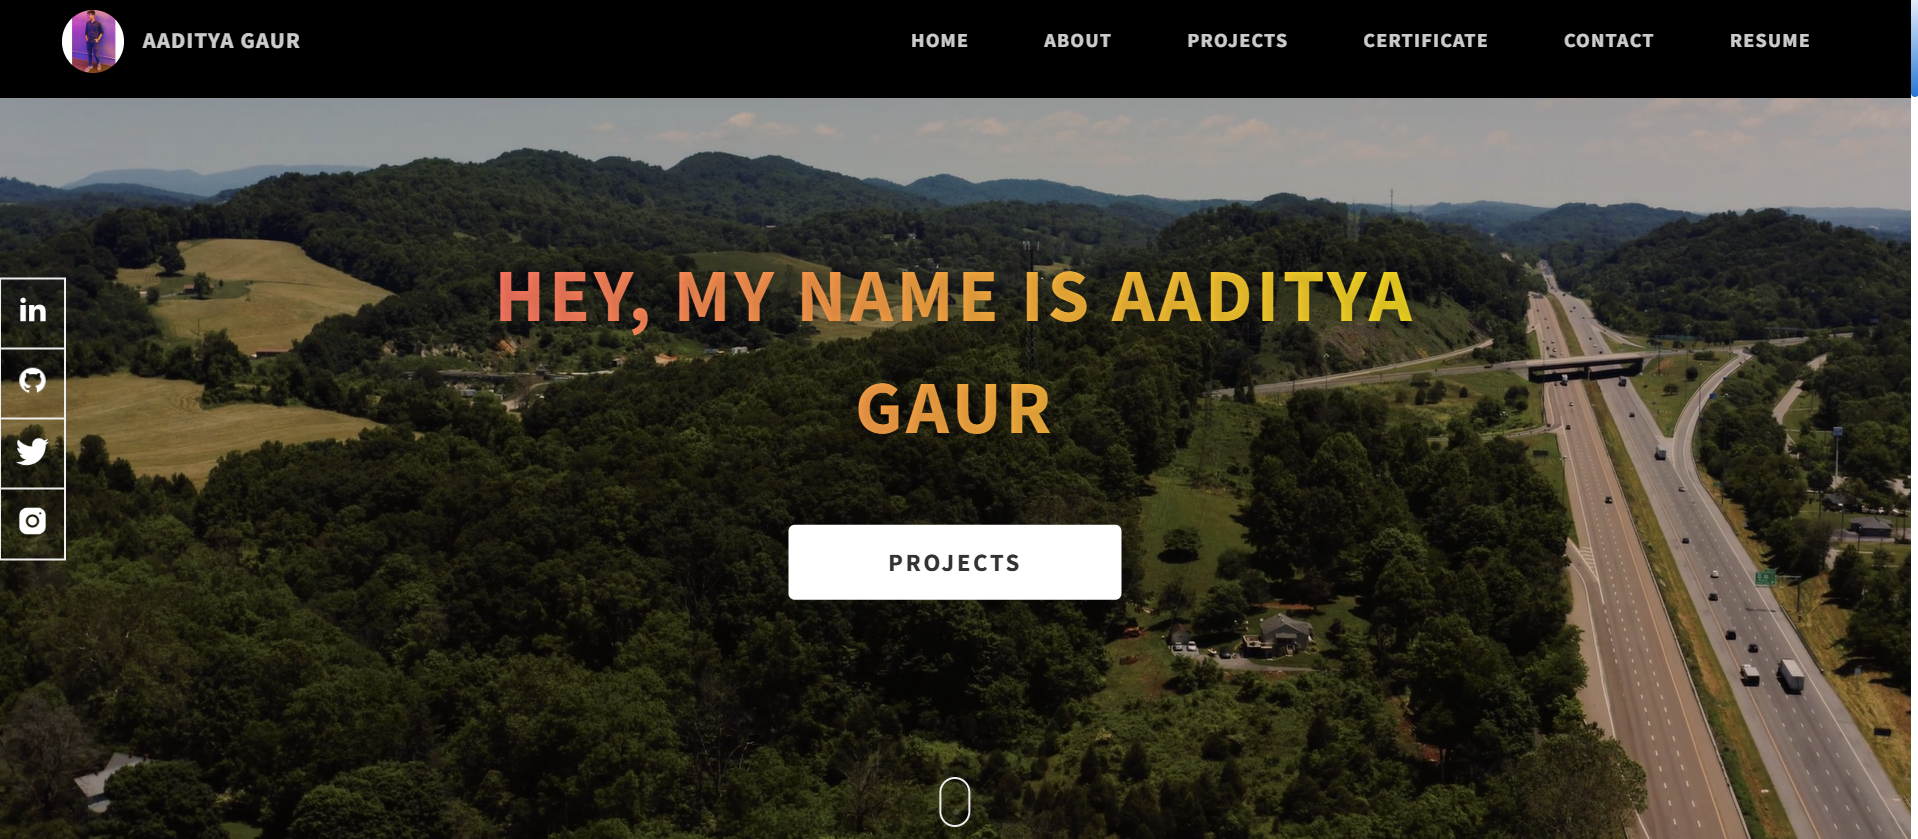 AADITYA GAUR
HOME ABOUT PROJECTS CERTIFICATE CONTACT RESUME
HEY, MY NAME IS AADITYA
GAUR
in
PROJECTS